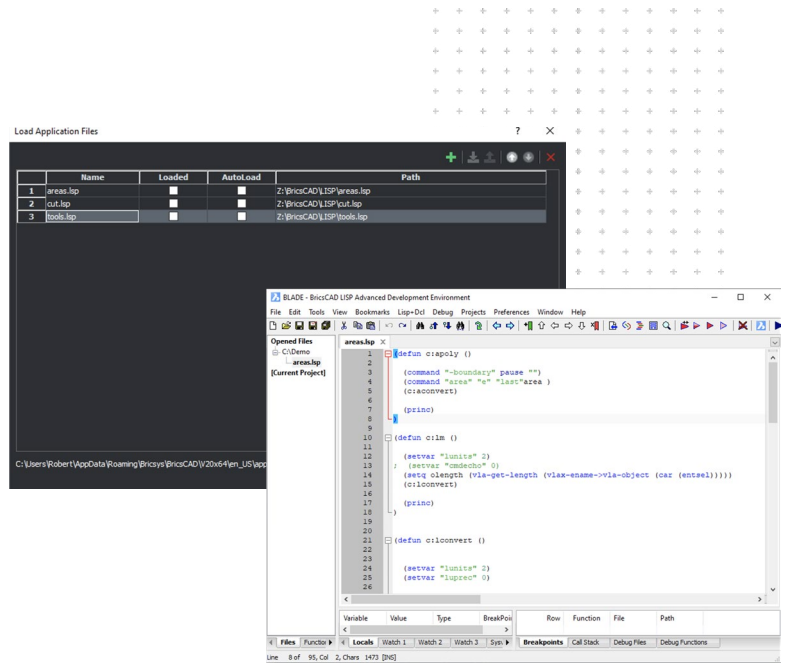 Load Application Files ? X
Name Loaded AutoLoad Path
1 areas.lsp Z:\BricsCAD\LISP\areas.lsp
2 cut.lsp Z:\BricsCAD\LISP\cut.lsp
3 tools.lsp Z:\BricsCAD\LISP\tools.lsp
C:\Users\Robert\AppData\Roaming\Bricsys\BricsCAD\V20x64\en_US\app
BLADE - BricsCAD LISP Advanced Development Environment
File Edit Tools View Bookmarks Lisp+Dcl Debug Projects Preferences Window Help
Opened Files
C:\Demo
areas.lsp
[Current Project]
areas.lsp
1 (defun c:apoly ()
2
3 (command "-boundary" pause "")
4 (command "area" "e" "last"area )
5 (c:aconvert)
6
7 (princ)
8 )
9
10 (defun c:lm ()
11
12 (setvar "lunits" 2)
13 ; (setvar "cmdecho" 0)
14 (setq olength (vla-get-length (vlax-ename->vla-object (car (entsel)))))
15 (c:lconvert)
16
17 (princ)
18 )
19
20
21 (defun c:lconvert ()
22
23
24 (setvar "lunits" 2)
25 (setvar "luprec" 0)
26
Variable Value Type BreakPoi
Row Function File Path
Files Functio
Locals Watch 1 Watch 2 Watch 3 Sys
Breakpoints Call Stack Debug Files Debug Functions
Line 8 of 95, Col 2, Chars 1473 [INS]